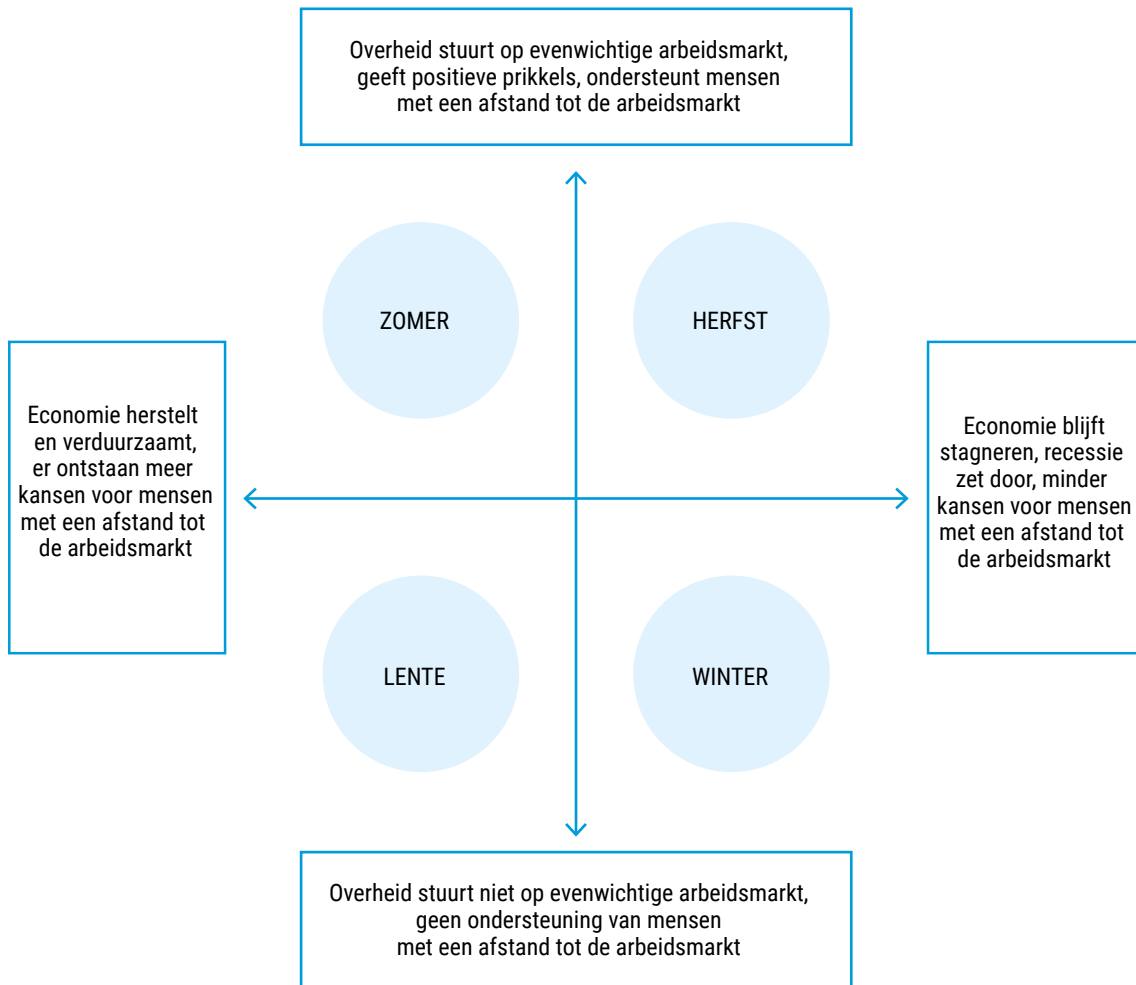 Overheid stuurt op evenwichtige arbeidsmarkt,
geeft positieve prikkels, ondersteunt mensen
met een afstand tot de arbeidsmarkt
ZOMER
HERFST
Economie herstelt
en verduurzaamt,
er ontstaan meer
kansen voor mensen
met een afstand tot
de arbeidsmarkt
Economie blijft
stagneren, recessie
zet door, minder
kansen voor mensen
met een afstand tot
de arbeidsmarkt
LENTE
WINTER
Overheid stuurt niet op evenwichtige arbeidsmarkt,
geen ondersteuning van mensen
met een afstand tot de arbeidsmarkt